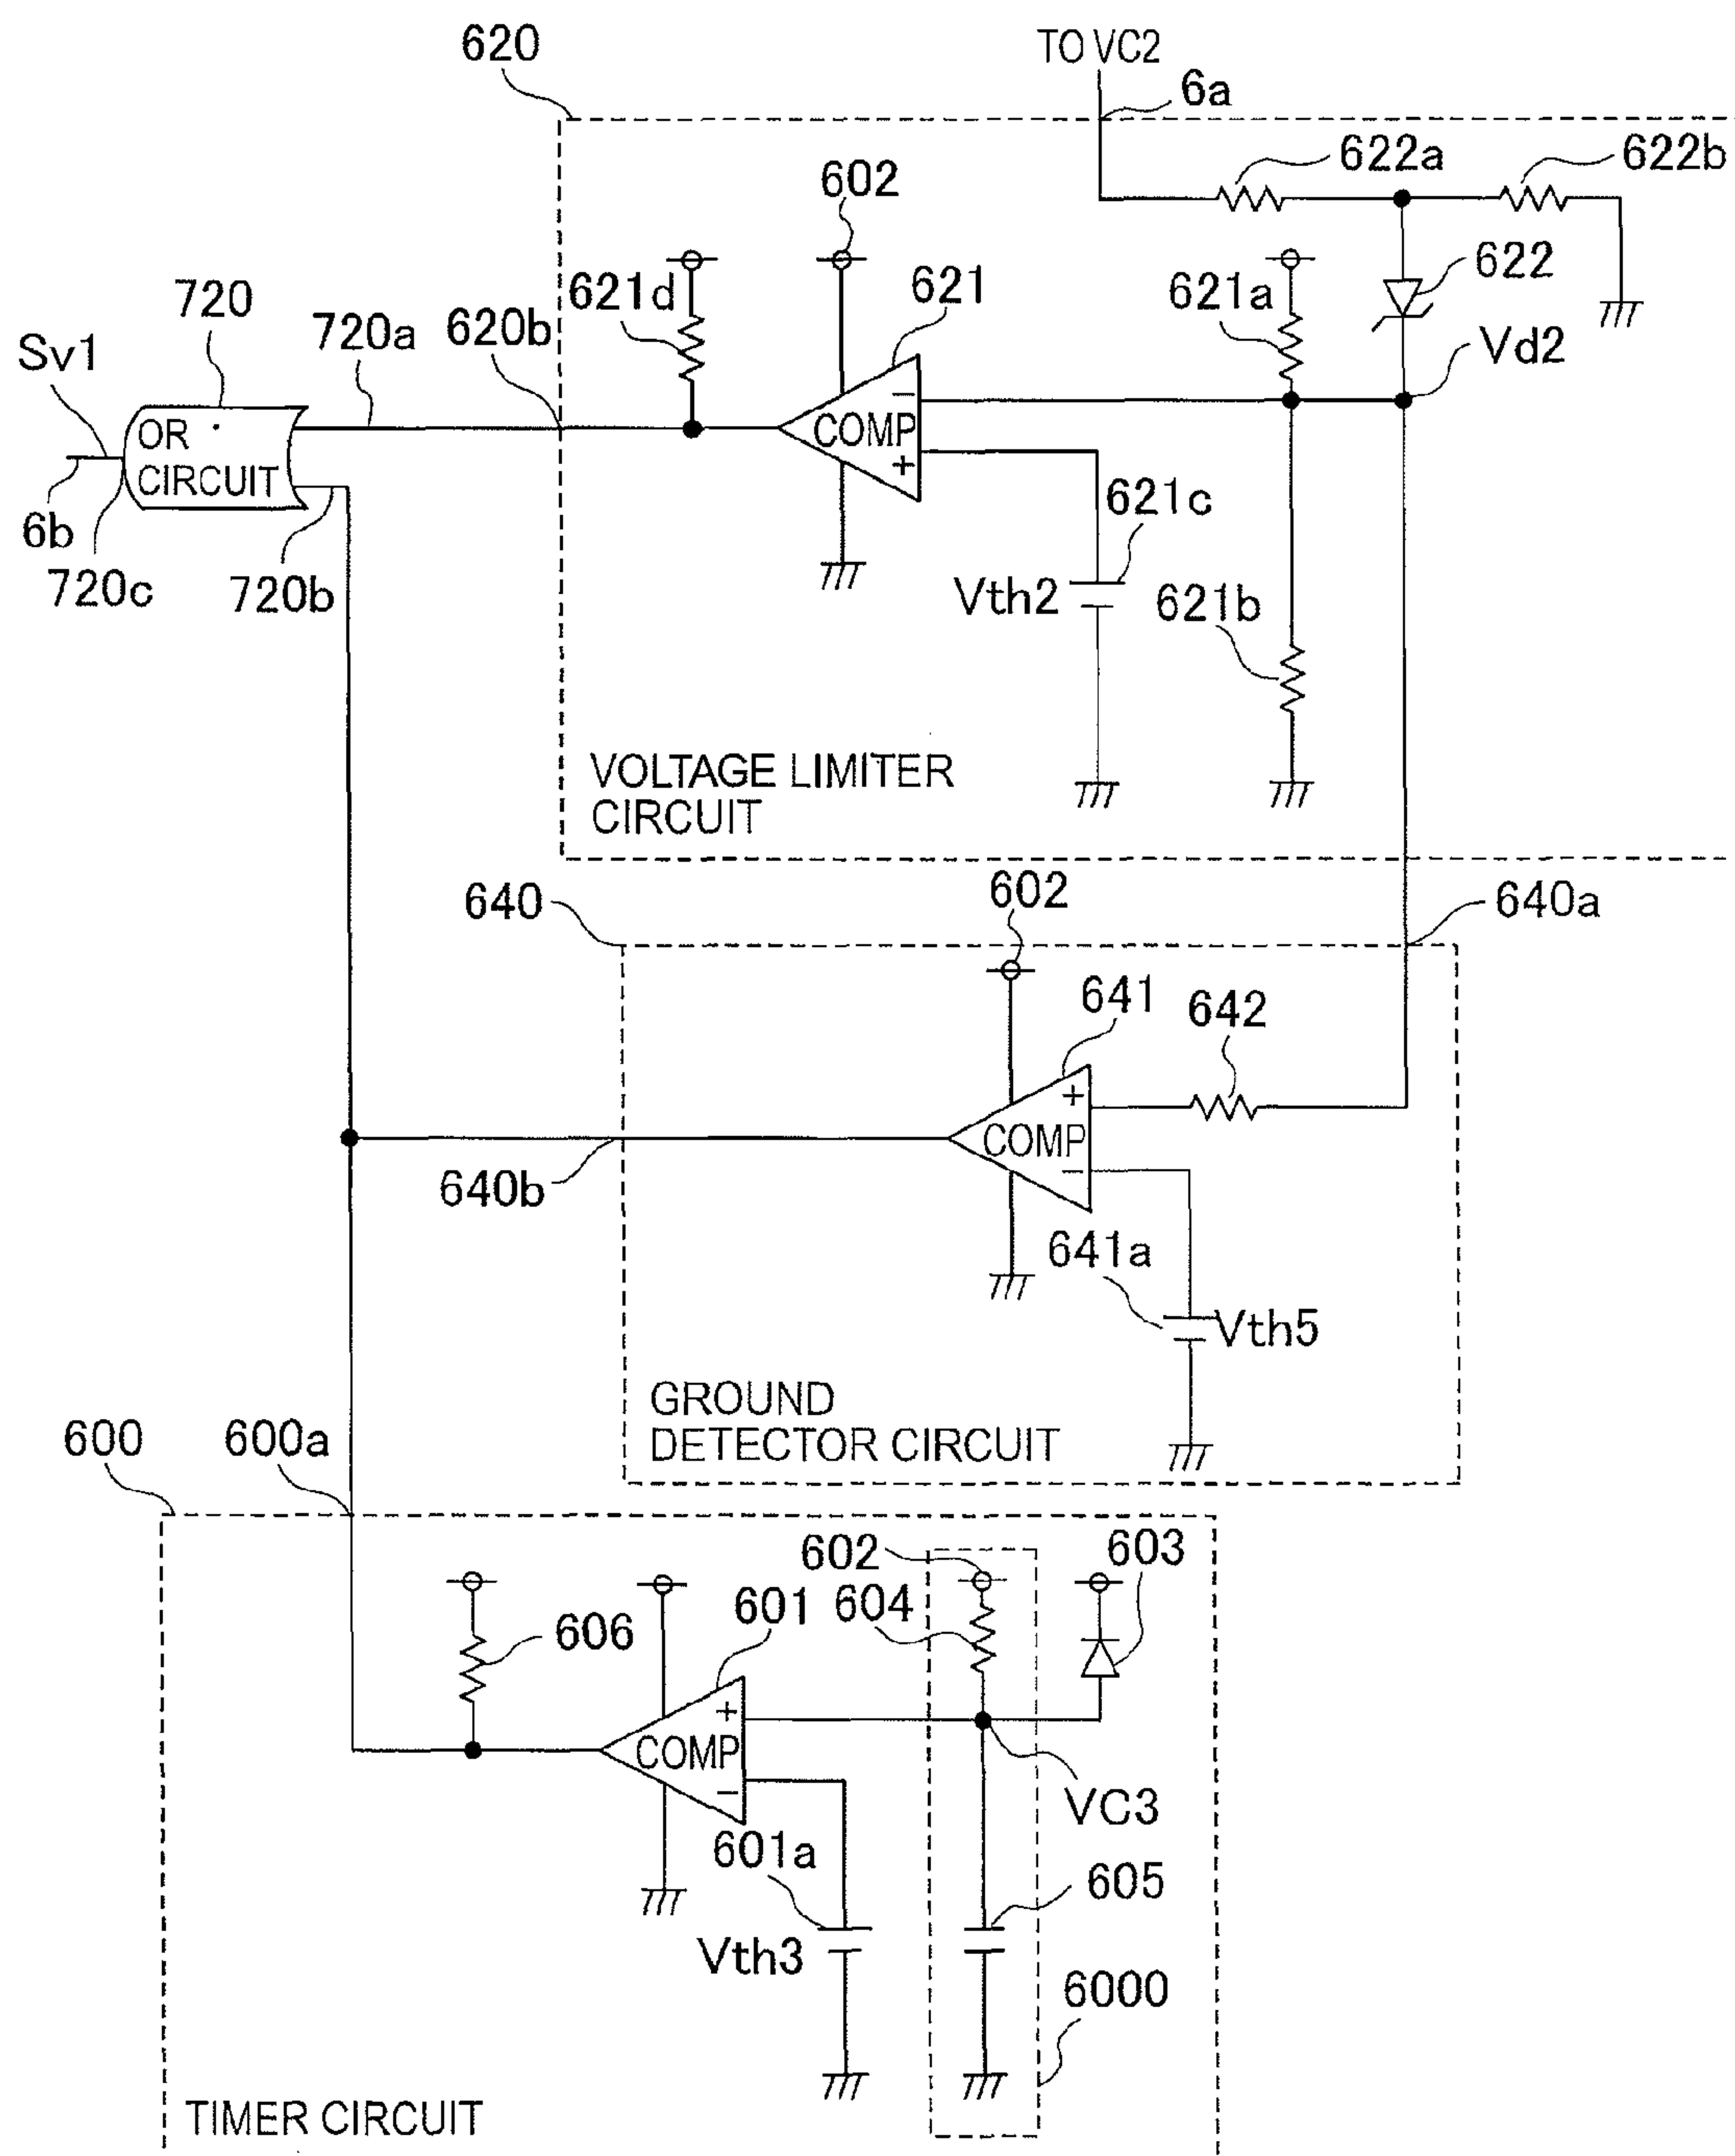 620
TO VC2
6a
622a
622b
602
720
720a
620b
621d
621
621a
622
Vd2
Sv1
−
COMP
+
OR
CIRCUIT
6b
720c
720b
621c
Vth2
621b
VOLTAGE LIMITER
CIRCUIT
640
602
640a
641
642
+
COMP
−
640b
641a
Vth5
GROUND
DETECTOR CIRCUIT
600
600a
602
603
601
604
606
+
COMP
−
VC3
601a
605
Vth3
6000
TIMER CIRCUIT